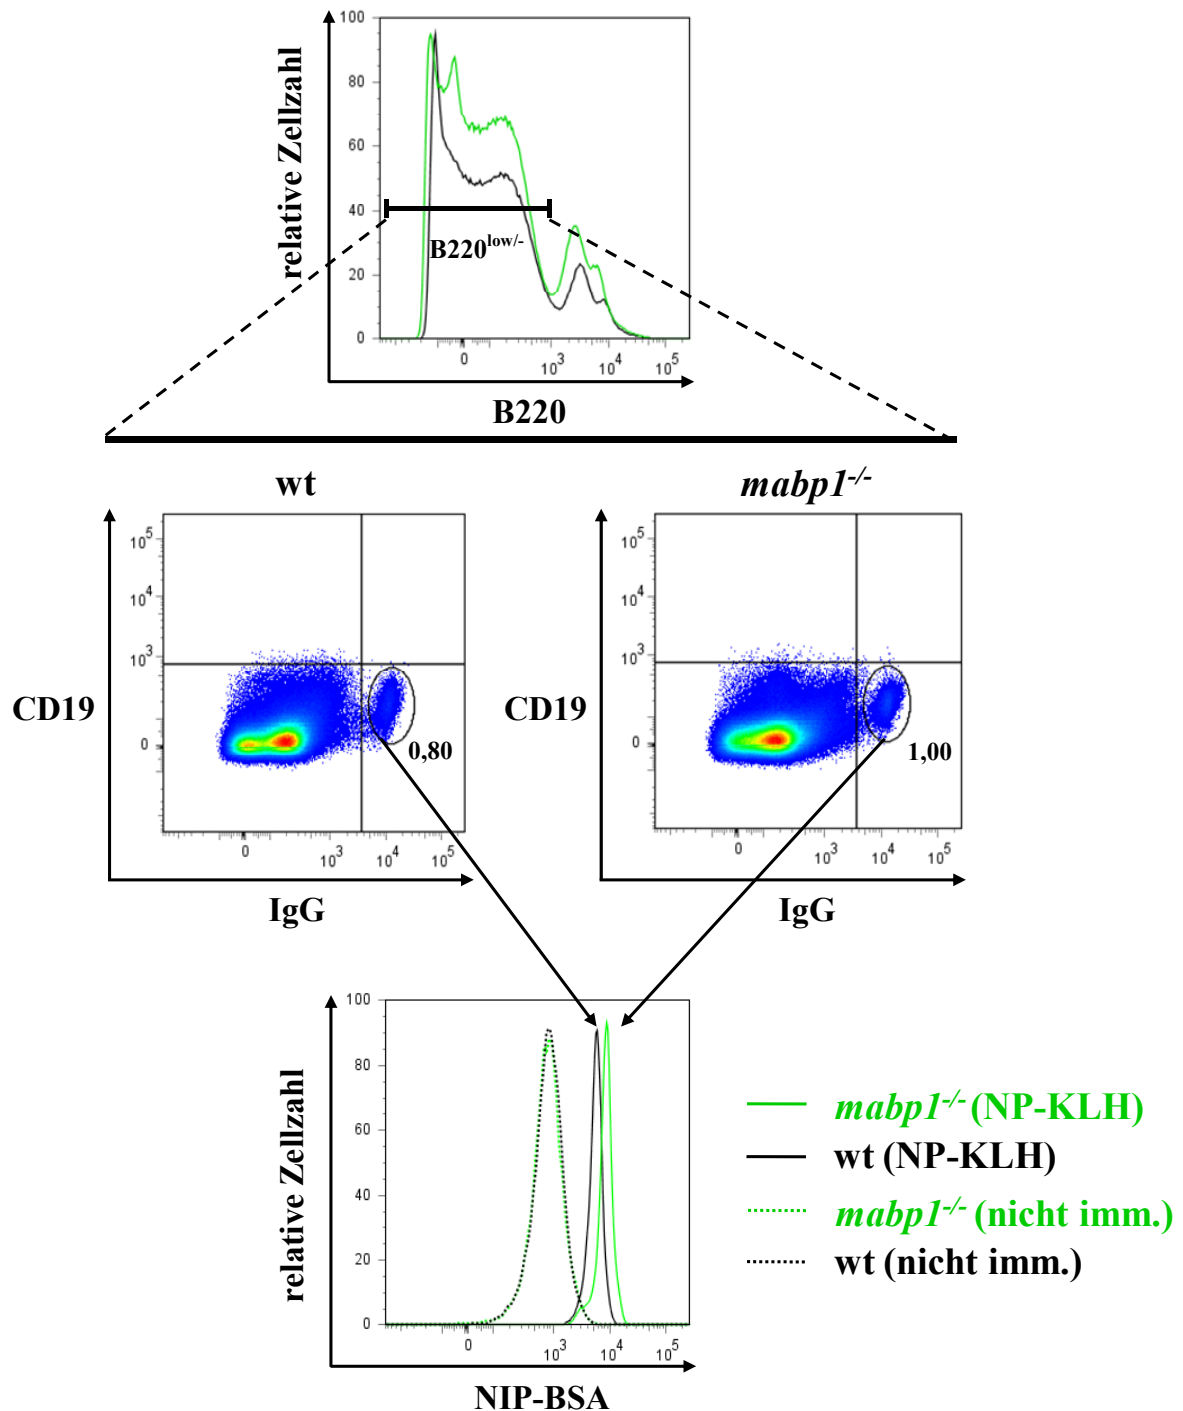 relative Zellzahl
100
80
60
40
20
0
B220low/-
0 10³ 10⁴ 10⁵
B220
wt
CD19
10⁵
10⁴
10³
0
0,80
0 10³ 10⁴ 10⁵
IgG
mabp1-/-
CD19
10⁵
10⁴
10³
0
1,00
0 10³ 10⁴ 10⁵
IgG
relative Zellzahl
100
80
60
40
20
0
0 10³ 10⁴ 10⁵
NIP-BSA
mabp1-/- (NP-KLH)
wt (NP-KLH)
mabp1-/- (nicht imm.)
wt (nicht imm.)